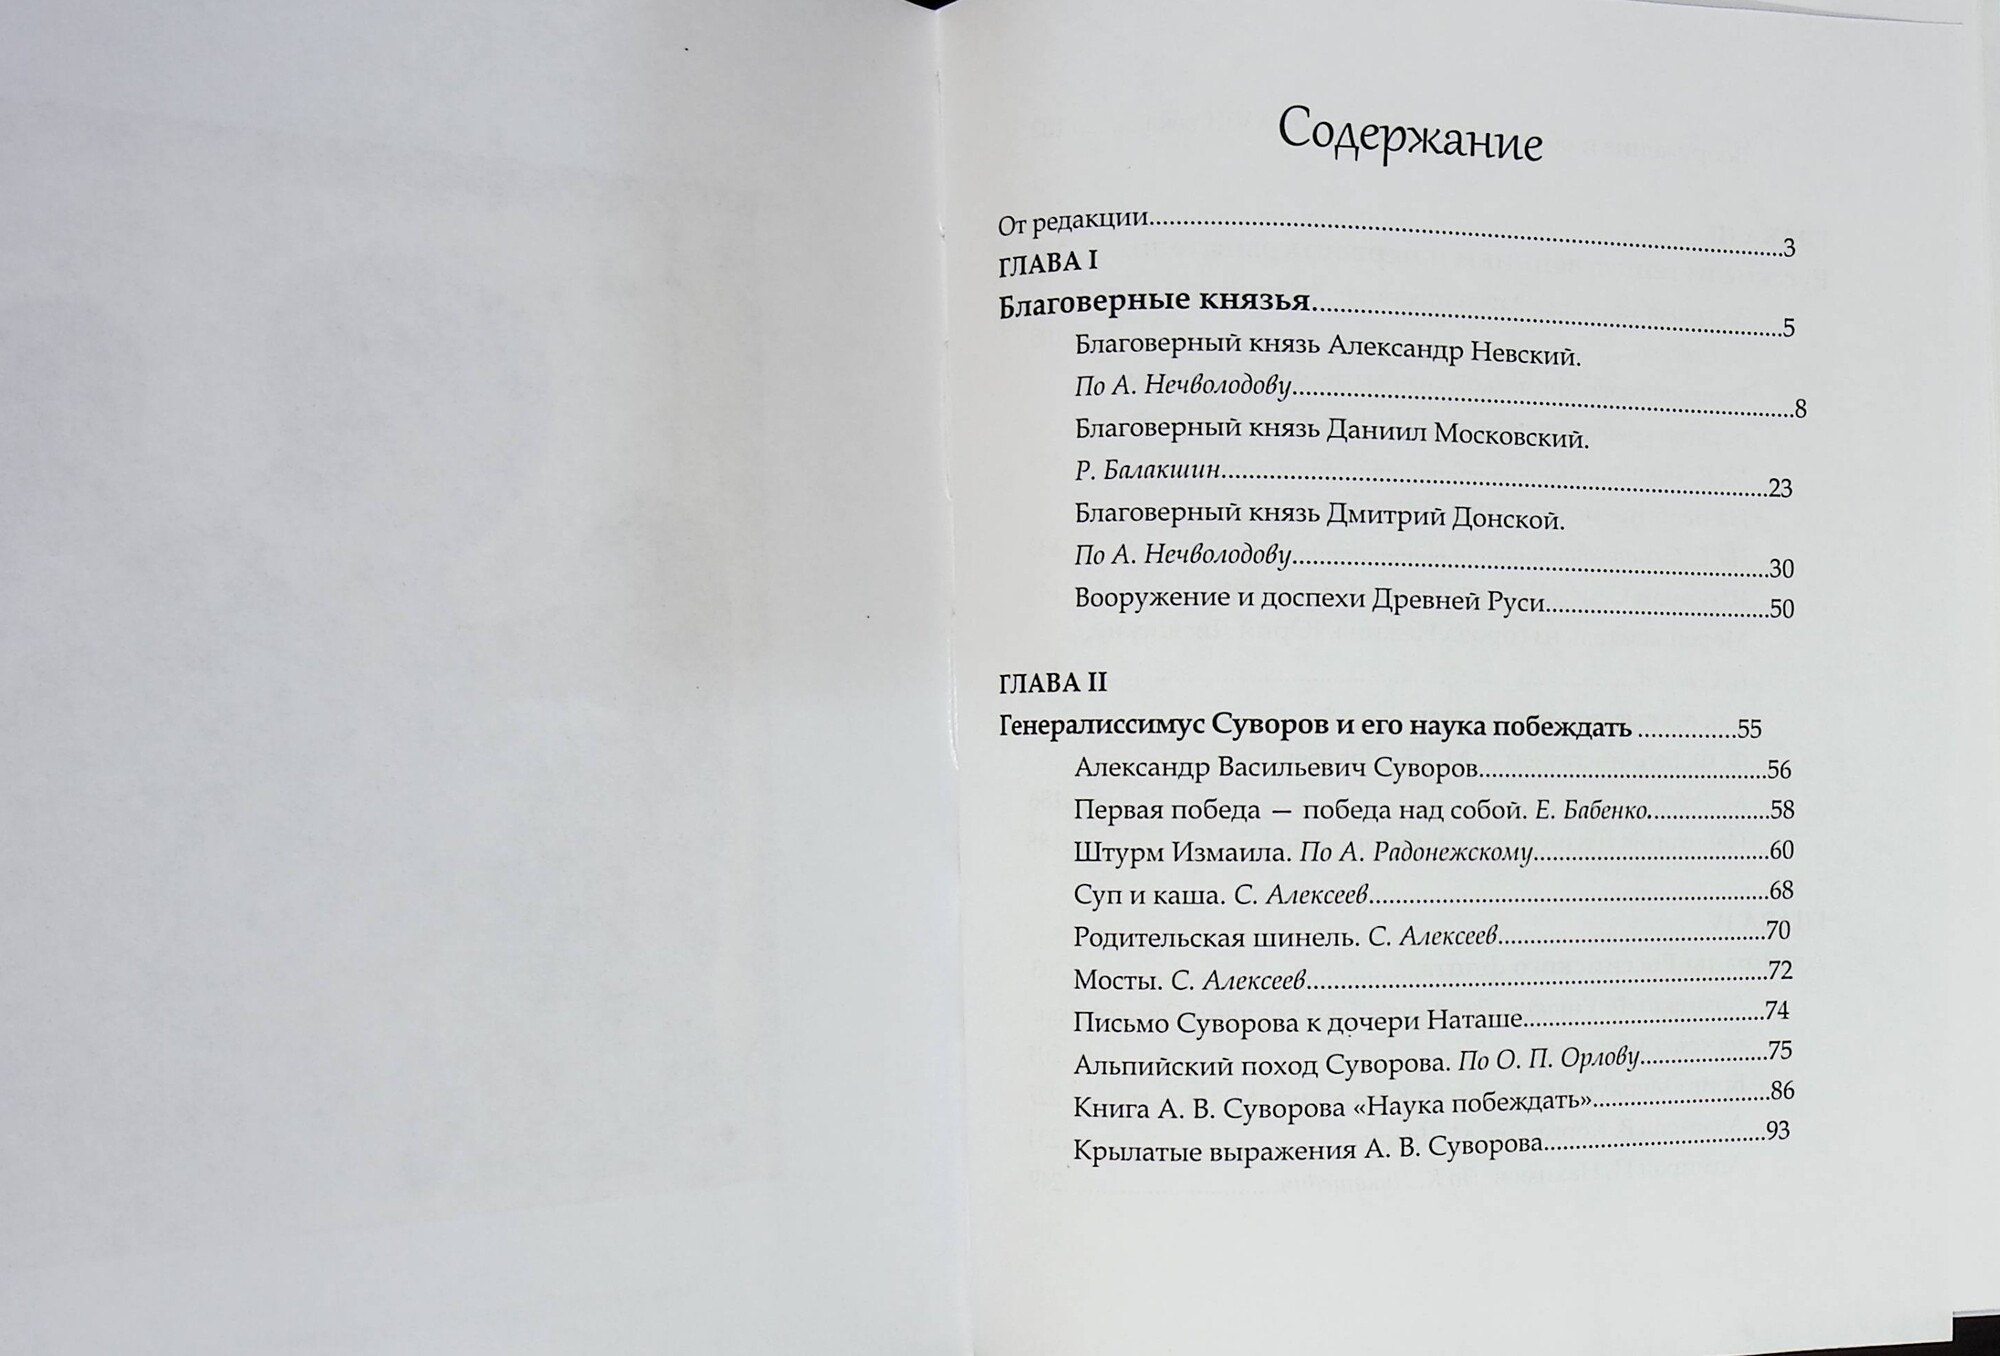 Содержание
От редакции..........3
ГЛАВА I
Благоверные князья..........5
Благоверный князь Александр Невский.
По А. Нечволодову..........8
Благоверный князь Даниил Московский.
Р. Балакшин..........23
Благоверный князь Дмитрий Донской.
По А. Нечволодову..........30
Вооружение и доспехи Древней Руси..........50
ГЛАВА II
Генералиссимус Суворов и его наука побеждать ..........55
Александр Васильевич Суворов..........56
Первая победа — победа над собой. Е. Бабенко..........58
Штурм Измаила. По А. Радонежскому..........60
Суп и каша. С. Алексеев..........68
Родительская шинель. С. Алексеев..........70
Мосты. С. Алексеев..........72
Письмо Суворова к дочери Наташе..........74
Альпийский поход Суворова. По О. П. Орлову..........75
Книга А. В. Суворова «Наука побеждать»..........86
Крылатые выражения А. В. Суворова..........93